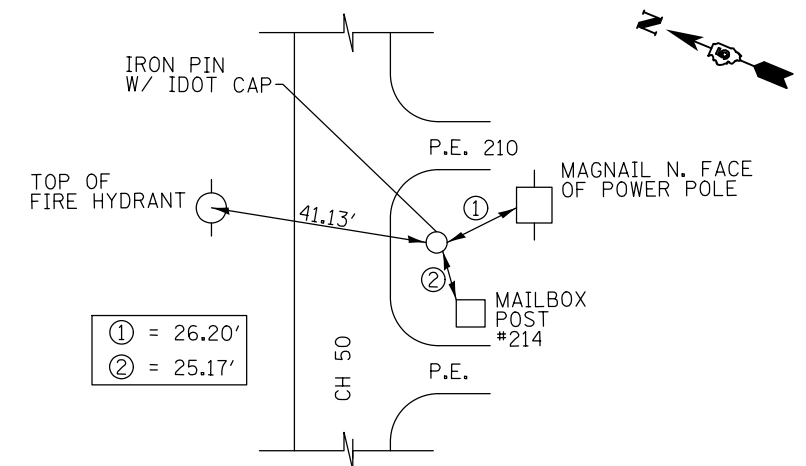 IRON PIN
W/ IDOT CAP
N
5
P.E. 210
MAGNAIL N. FACE
OF POWER POLE
TOP OF
FIRE HYDRANT
41.13'
1
2
MAILBOX
POST
#214
1 = 26.20'
2 = 25.17'
CH 50
P.E.